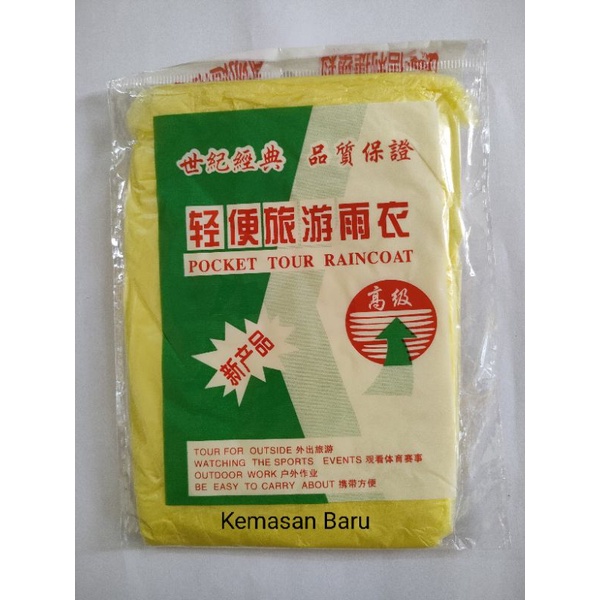 世紀經典 品質保證
轻便旅游雨衣
POCKET TOUR RAINCOAT
高级
新产品
TOUR FOR OUTSIDE 外出旅游
WATCHING THE SPORTS EVENTS 观看体育赛事
OUTDOOR WORK 户外作业
BE EASY TO CARRY ABOUT 携带方便
Kemasan Baru